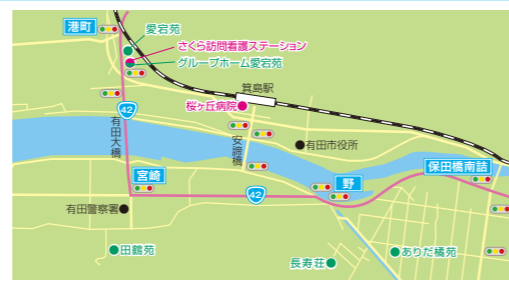 港町
愛宕苑
さくら訪問看護ステーション
グループホーム愛宕苑
箕島駅
桜ヶ丘病院
42
有田大橋
安諦橋
有田市役所
保田橋南詰
宮崎
野
42
有田警察署
田鶴苑
長寿荘
ありだ橘苑